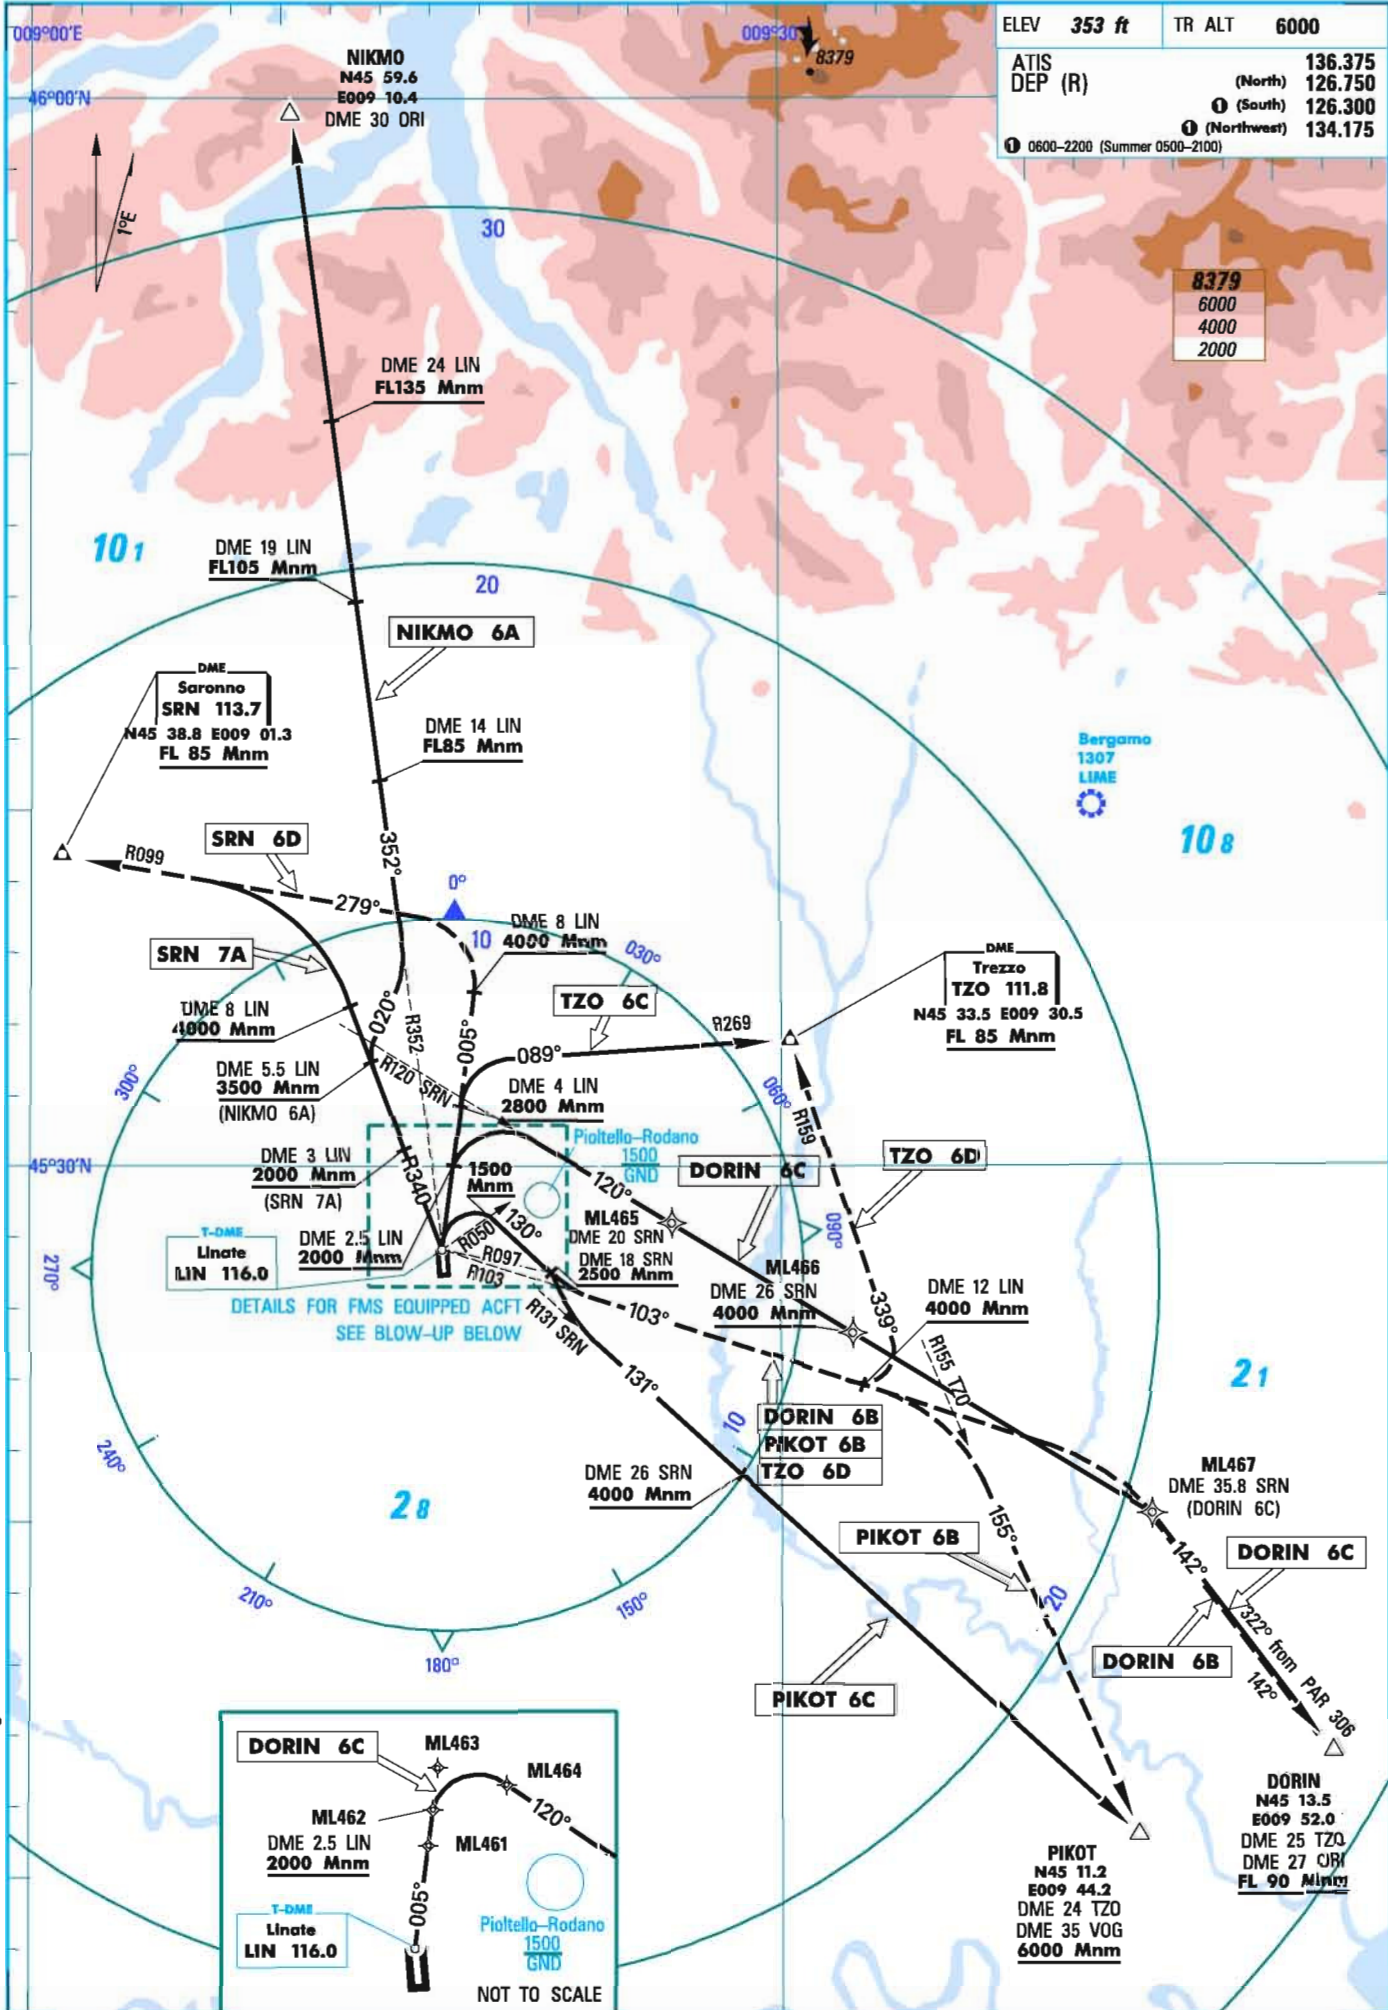 009°00'E
009°30
ELEV 353 ft
TR ALT 6000
ATIS 136.375
DEP (R) (North) 126.750
❶ (South) 126.300
❶ (Northwest) 134.175
❶ 0600–2200 (Summer 0500–2100)
8379
NIKMO
N45 59.6
E009 10.4
DME 30 ORI
46°00'N
1°E
30
8379
6000
4000
2000
DME 24 LIN
FL135 Mnm
10 1
DME 19 LIN
FL105 Mnm
20
NIKMO 6A
DME
Saronno
SRN 113.7
N45 38.8 E009 01.3
FL 85 Mnm
DME 14 LIN
FL85 Mnm
Bergamo
1307
LIME
10 8
SRN 6D
R099
352°
279°
0°
10
DME 8 LIN
4000 Mnm
030°
SRN 7A
DME 8 LIN
4000 Mnm
020°
R352
005°
TZO 6C
089°
R269
DME
Trezzo
TZO 111.8
N45 33.5 E009 30.5
FL 85 Mnm
300°
DME 5.5 LIN
3500 Mnm
(NIKMO 6A)
R120 SRN
DME 4 LIN
2800 Mnm
060°
R159
45°30'N
DME 3 LIN
2000 Mnm
(SRN 7A)
R340
1500
Mnm
Pioltello–Rodano
1500
GND
120°
DORIN 6C
TZO 6D
T-DME
Linate
LIN 116.0
DME 2.5 LIN
2000 Mnm
R050
130°
R097
R103
ML465
DME 20 SRN
DME 18 SRN
2500 Mnm
090°
270°
ML466
DME 26 SRN
4000 Mnm
DME 12 LIN
4000 Mnm
339°
DETAILS FOR FMS EQUIPPED ACFT
SEE BLOW-UP BELOW
R131 SRN
103°
131°
R155 TZO
2 1
10
DORIN 6B
PIKOT 6B
TZO 6D
240°
DME 26 SRN
4000 Mnm
ML467
DME 35.8 SRN
(DORIN 6C)
2 8
PIKOT 6B
155°
142°
DORIN 6C
210°
150°
20
322° from PAR 306
142°
DORIN 6B
180°
PIKOT 6C
DORIN
N45 13.5
E009 52.0
DME 25 TZO
DME 27 ORI
FL 90 Mnm
PIKOT
N45 11.2
E009 44.2
DME 24 TZO
DME 35 VOG
6000 Mnm
DORIN 6C
ML463
ML464
ML462
DME 2.5 LIN
2000 Mnm
ML461
120°
005°
T-DME
Linate
LIN 116.0
Pioltello–Rodano
1500
GND
NOT TO SCALE